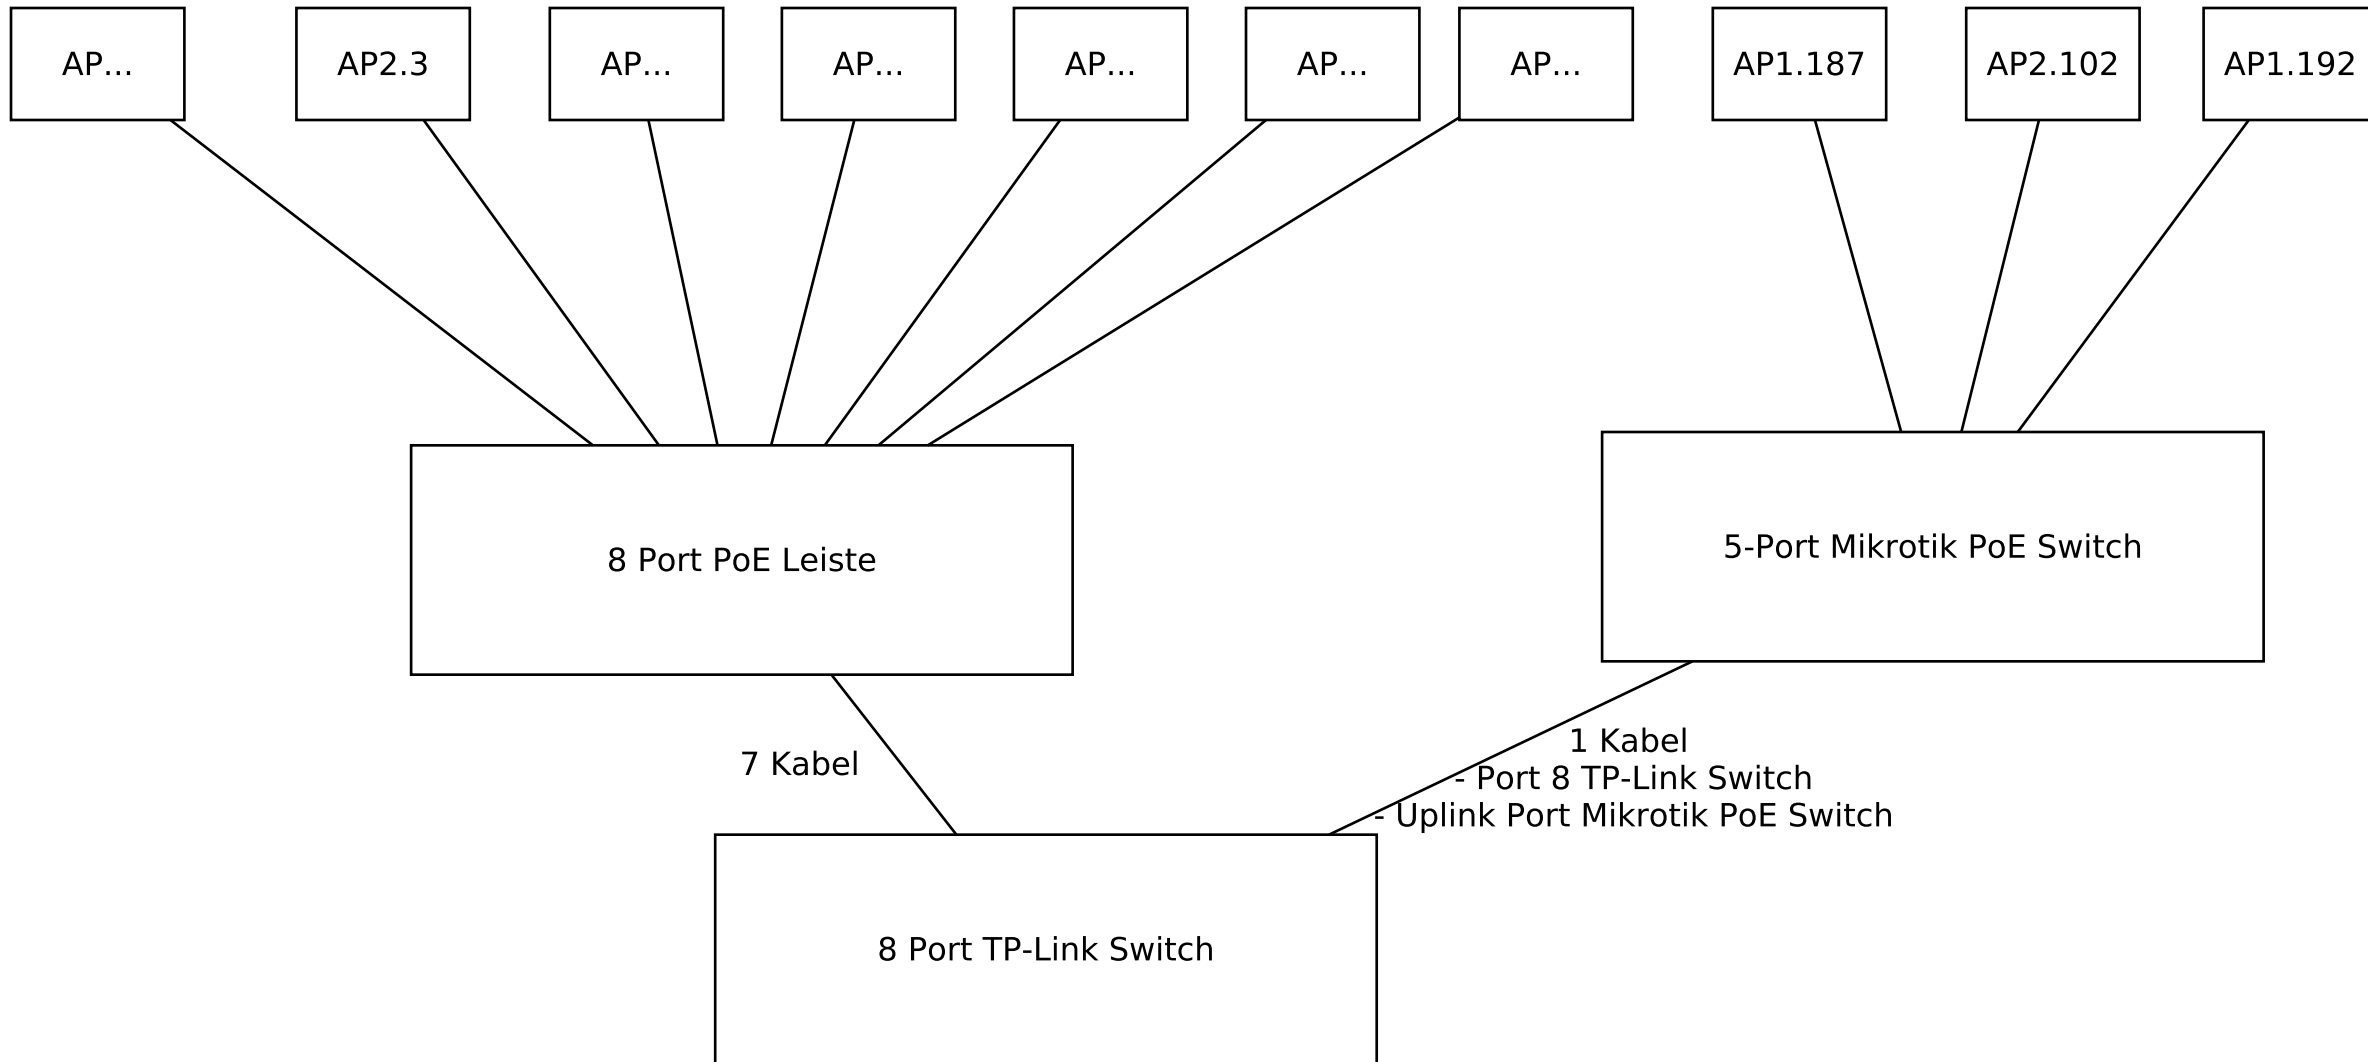 AP...
AP2.3
AP...
AP...
AP...
AP...
AP...
AP1.187
AP2.102
AP1.192
8 Port PoE Leiste
5-Port Mikrotik PoE Switch
7 Kabel
1 Kabel
- Port 8 TP-Link Switch
- Uplink Port Mikrotik PoE Switch
8 Port TP-Link Switch